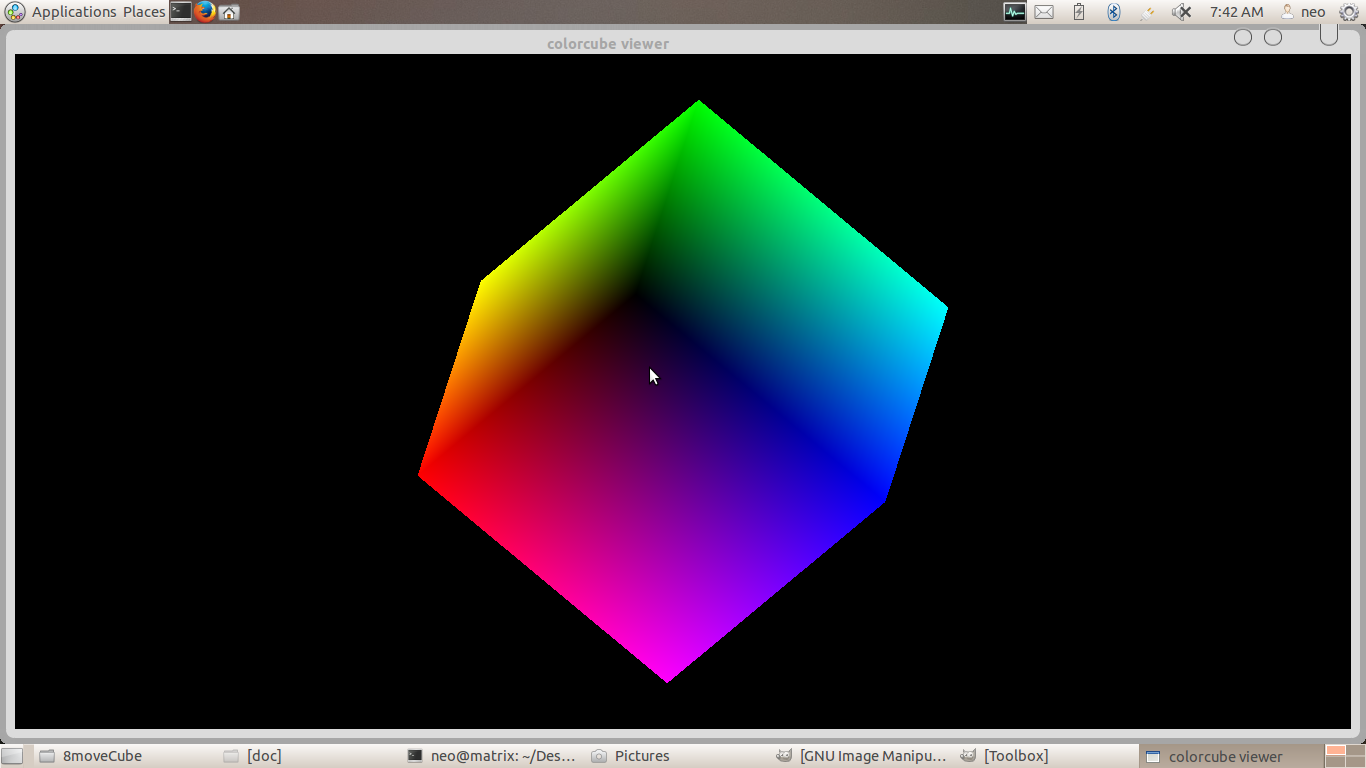 Applications Places 7:42 AM neo
colorcube viewer
8moveCube [doc] neo@matrix: ~/Des... Pictures [GNU Image Manipu... [Toolbox] colorcube viewer